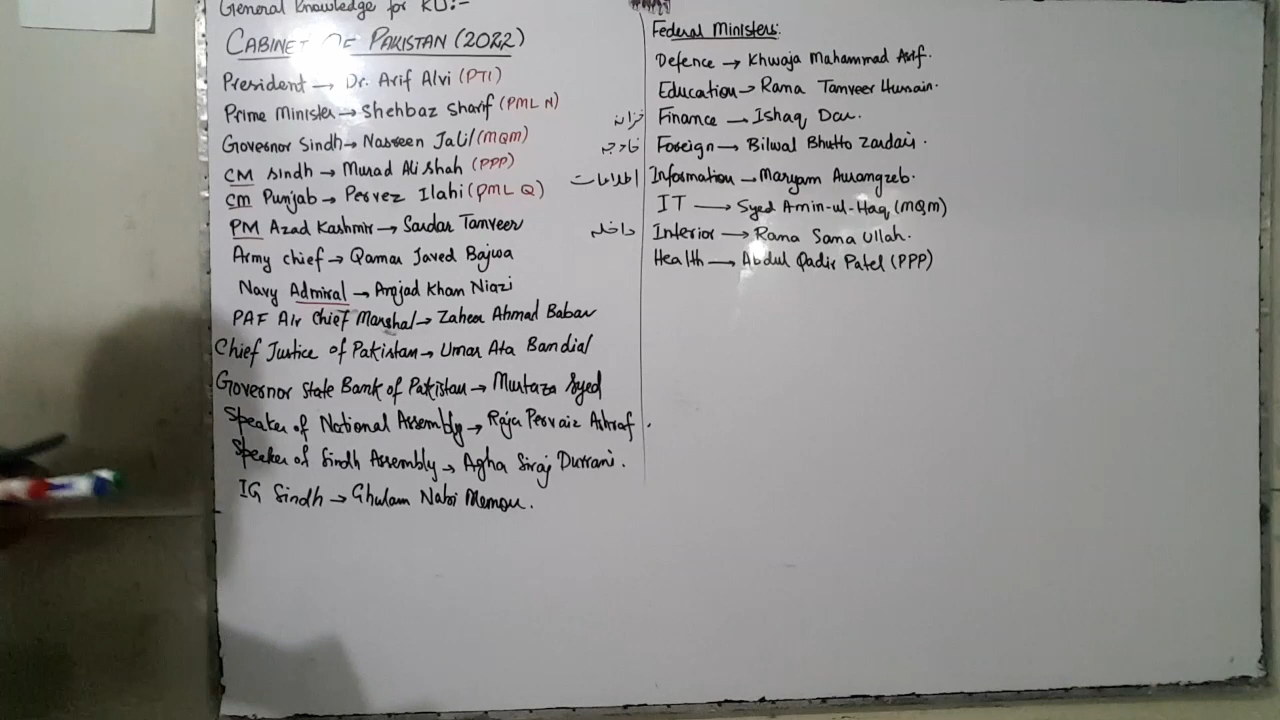 General Knowledge for KU:-
CABINET OF PAKISTAN (2022)
President → Dr. Arif Alvi (PTI)
Prime Minister → Shehbaz Sharif (PML N)
Governor Sindh → Nasreen Jalil (MQM)
CM Sindh → Murad Ali Shah (PPP)
CM Punjab → Pervez Ilahi (PML Q)
PM Azad Kashmir → Sardar Tanveer
Army chief → Qamar Javed Bajwa
Navy Admiral → Amjad Khan Niazi
PAF Air Chief Marshal → Zaheer Ahmad Babar
Chief Justice of Pakistan → Umar Ata Bandial
Governor State Bank of Pakistan → Murtaza Syed
Speaker of National Assembly → Raja Pervaiz Ashraf.
Speaker of Sindh Assembly → Agha Siraj Durrani.
IG Sindh → Ghulam Nabi Memon.
Federal Ministers:
Defence → Khwaja Mahammad Asif.
Education → Rana Tanveer Hussain.
خزانہ Finance → Ishaq Dar.
خارجہ Foreign → Bilwal Bhutto Zardari.
اطلاعات Information → Maryam Aurangzeb.
IT → Syed Amin-ul-Haq (MQM)
داخلہ Interior → Rana Sana Ullah.
Health → Abdul Qadir Patel (PPP)